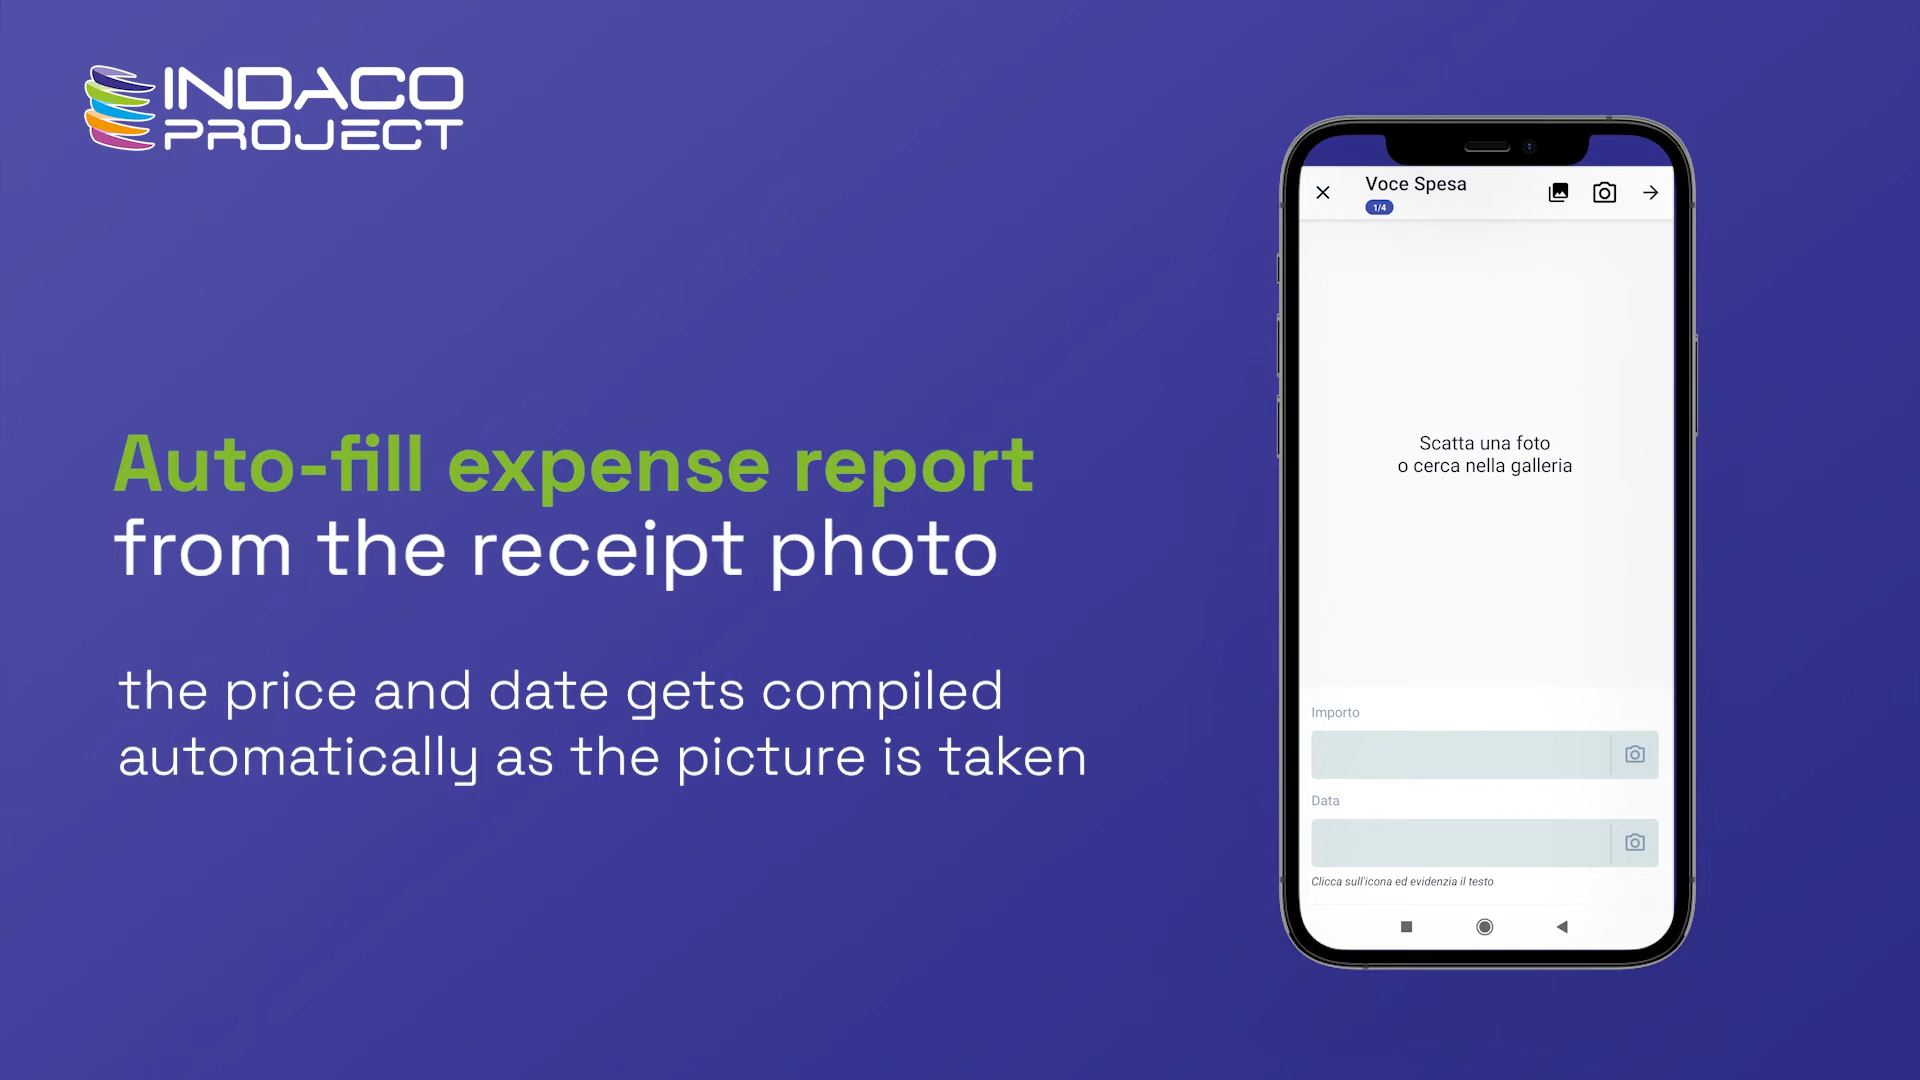 INDACO
PROJECT
Auto-fill expense report
from the receipt photo
the price and date gets compiled
automatically as the picture is taken
Voce Spesa
1/4
Scatta una foto
o cerca nella galleria
Importo
Data
Clicca sull'icona ed evidenzia il testo